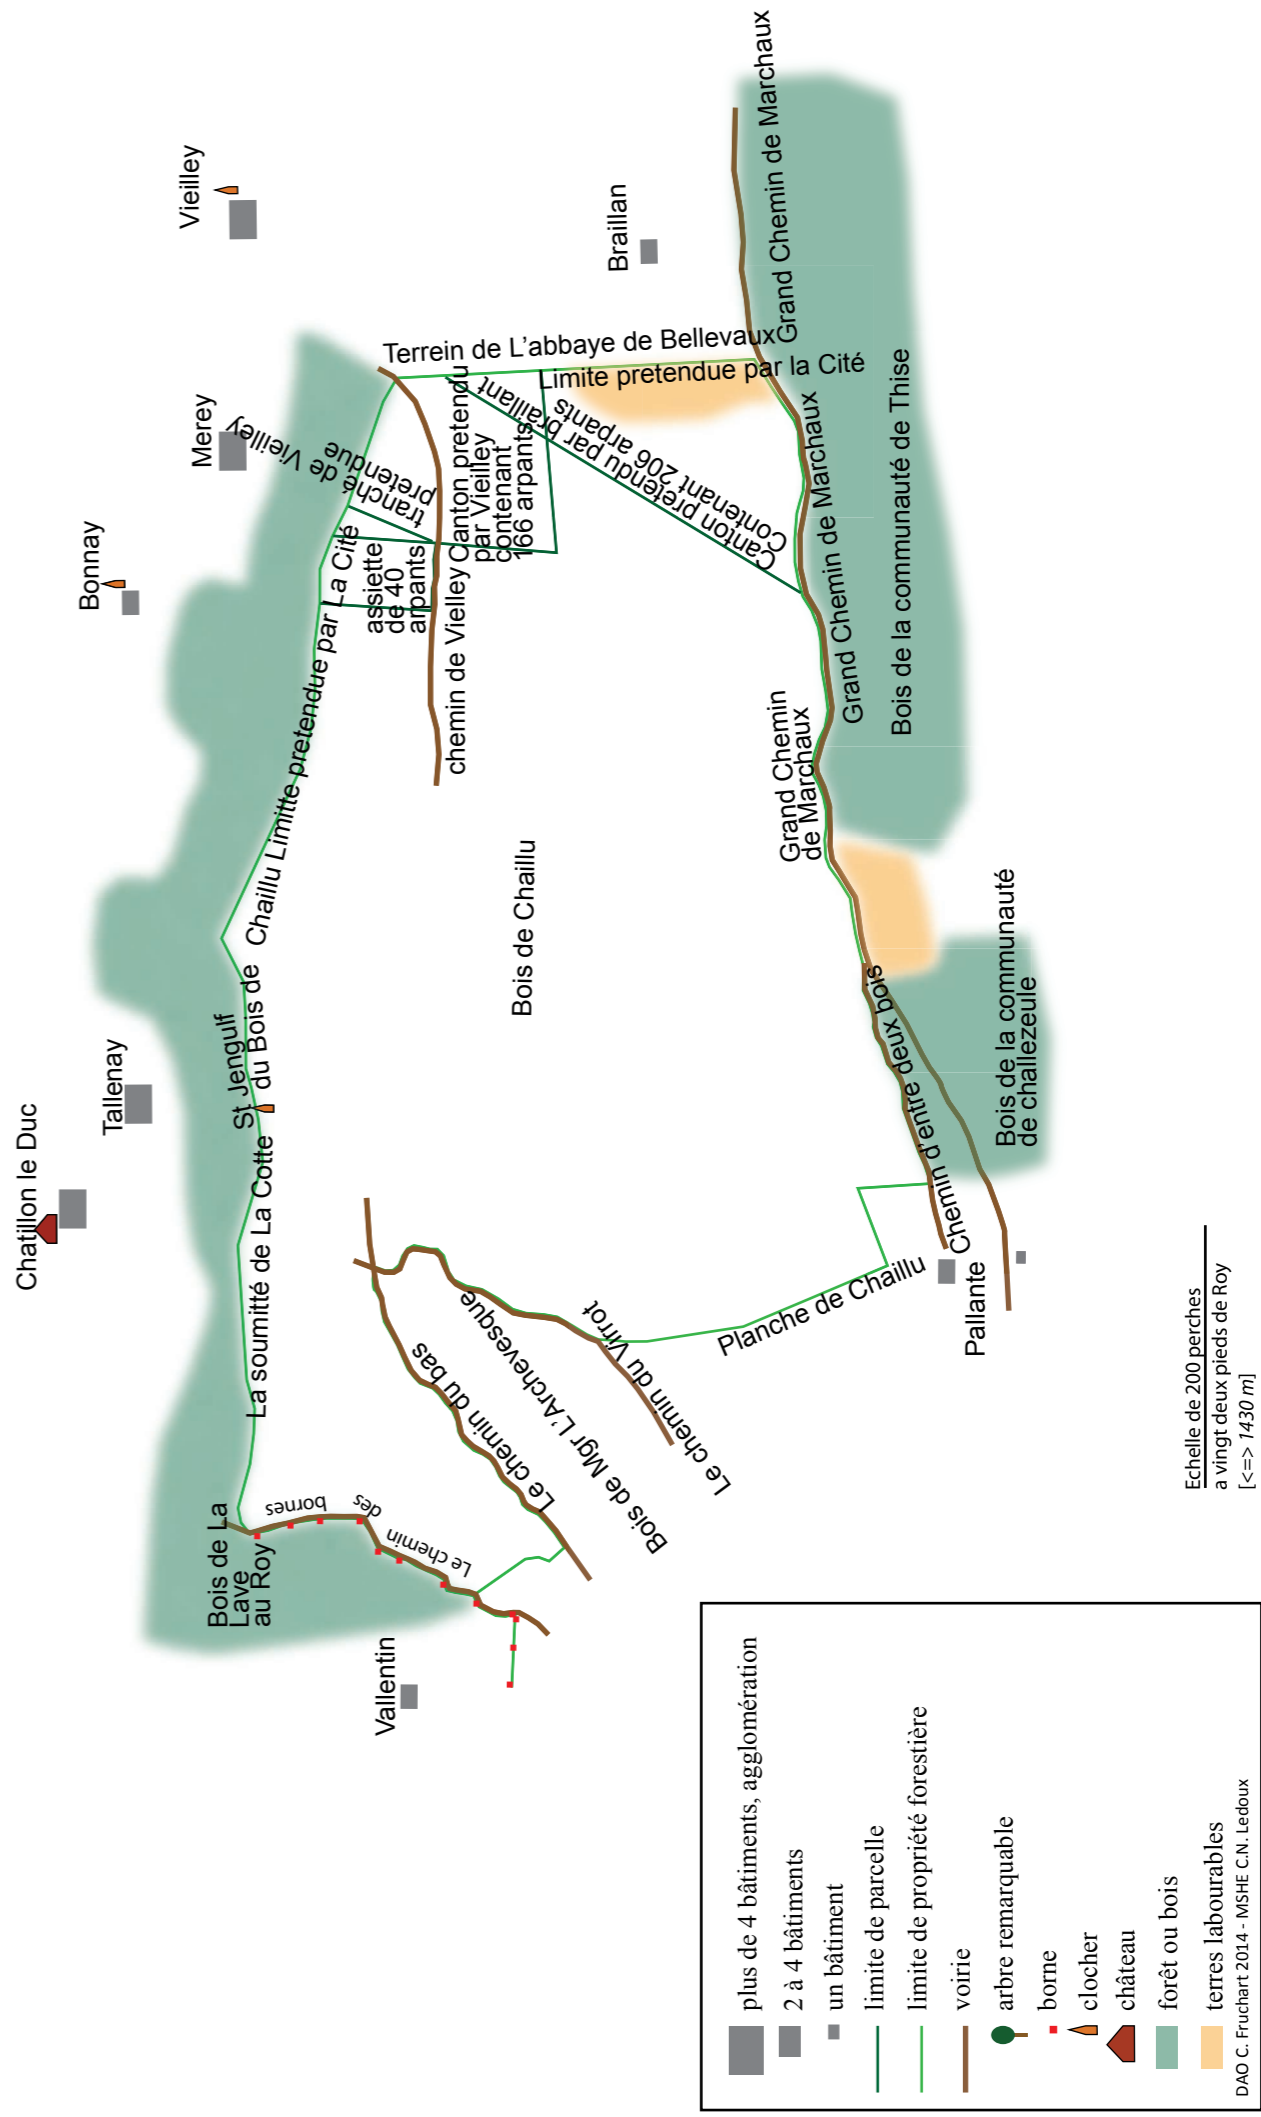 Chatillon le Duc
Tallenay
Bonnay
Merey
Vieilley
Braillan
Vallentin
Pallante
Bois de La
Lave
au Roy
Le chemin
des
bornes
La soumitté de La Cotte
St Jengulf
du Bois de
Chaillu
Limitte pretendue par La Cité
tranché de Vieilley
pretendue
assiette
de 40
arpants
chemin de Vielley
Canton pretendu
par Vieilley
contenant
166 arpants
Terrein de L'abbaye de Bellevaux
Limite pretendue par la Cité
Canton pretendu par braillant
Contenant 206 arpants
Bois de Chaillu
Le chemin du bas
Bois de Mgr L'Archevesque
Le chemin du Virrot
Planche de Chaillu
Chemin d'entre deux bois
Grand Chemin
de Marchaux
Grand Chemin de Marchaux
Grand Chemin de Marchaux
Bois de la communauté de Thise
Bois de la communauté
de challezeule
Echelle de 200 perches
a vingt deux pieds de Roy
[<=> 1430 m]
plus de 4 bâtiments, agglomération
2 à 4 bâtiments
un bâtiment
limite de parcelle
limite de propriété forestière
voirie
arbre remarquable
borne
clocher
château
forêt ou bois
terres labourables
DAO C. Fruchart 2014 - MSHE C.N. Ledoux